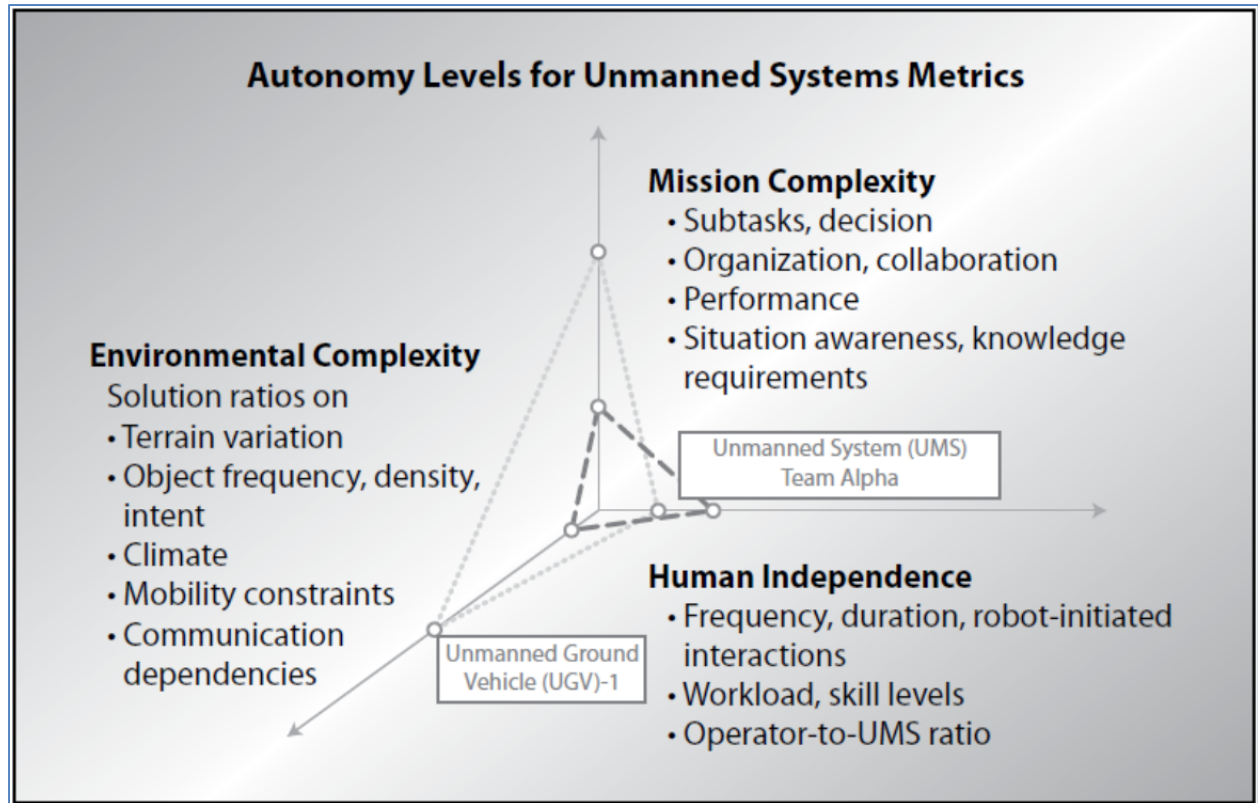 Autonomy Levels for Unmanned Systems Metrics
Mission Complexity
• Subtasks, decision
• Organization, collaboration
• Performance
• Situation awareness, knowledge
requirements
Environmental Complexity
Solution ratios on
• Terrain variation
• Object frequency, density,
intent
• Climate
• Mobility constraints
• Communication
dependencies
Unmanned System (UMS)
Team Alpha
Unmanned Ground
Vehicle (UGV)-1
Human Independence
• Frequency, duration, robot-initiated
interactions
• Workload, skill levels
• Operator-to-UMS ratio